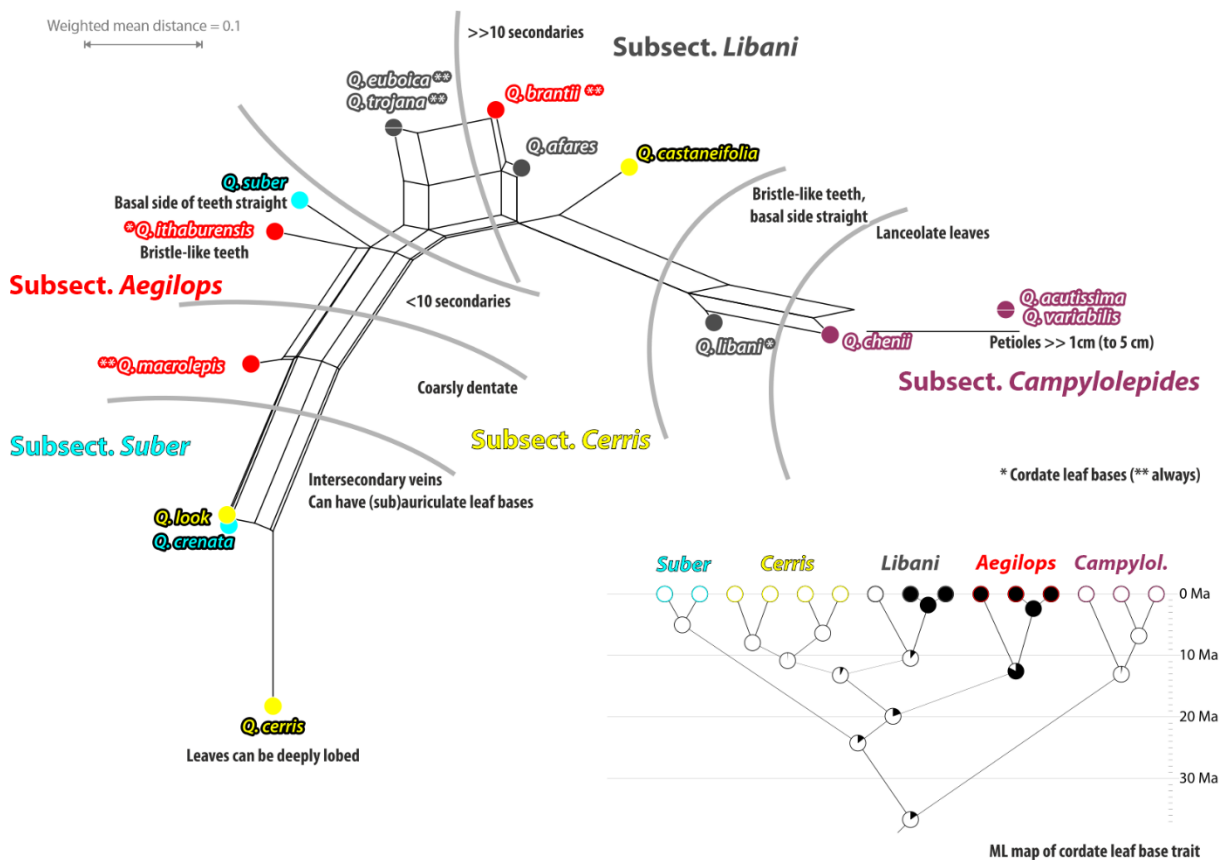 Weighted mean distance = 0.1
>>10 secondaries
Subsect. Libani
Q. euboica **
Q. trojana **
Q. brantii **
Q. afares
Q. castaneifolia
Q. suber
Basal side of teeth straight
*Q. ithaburensis
Bristle-like teeth
Bristle-like teeth,
basal side straight
Lanceolate leaves
Subsect. Aegilops
<10 secondaries
Q. acutissima
Q. variabilis
Petioles >> 1cm (to 5 cm)
Q. libani *
Q. chenii
**Q. macrolepis
Coarsly dentate
Subsect. Campylolepides
Subsect. Suber
Subsect. Cerris
Intersecondary veins
Can have (sub)auriculate leaf bases
* Cordate leaf bases (** always)
Q. look
Q. crenata
Q. cerris
Leaves can be deeply lobed
Suber Cerris Libani Aegilops Campylol.
0 Ma
10 Ma
20 Ma
30 Ma
ML map of cordate leaf base trait